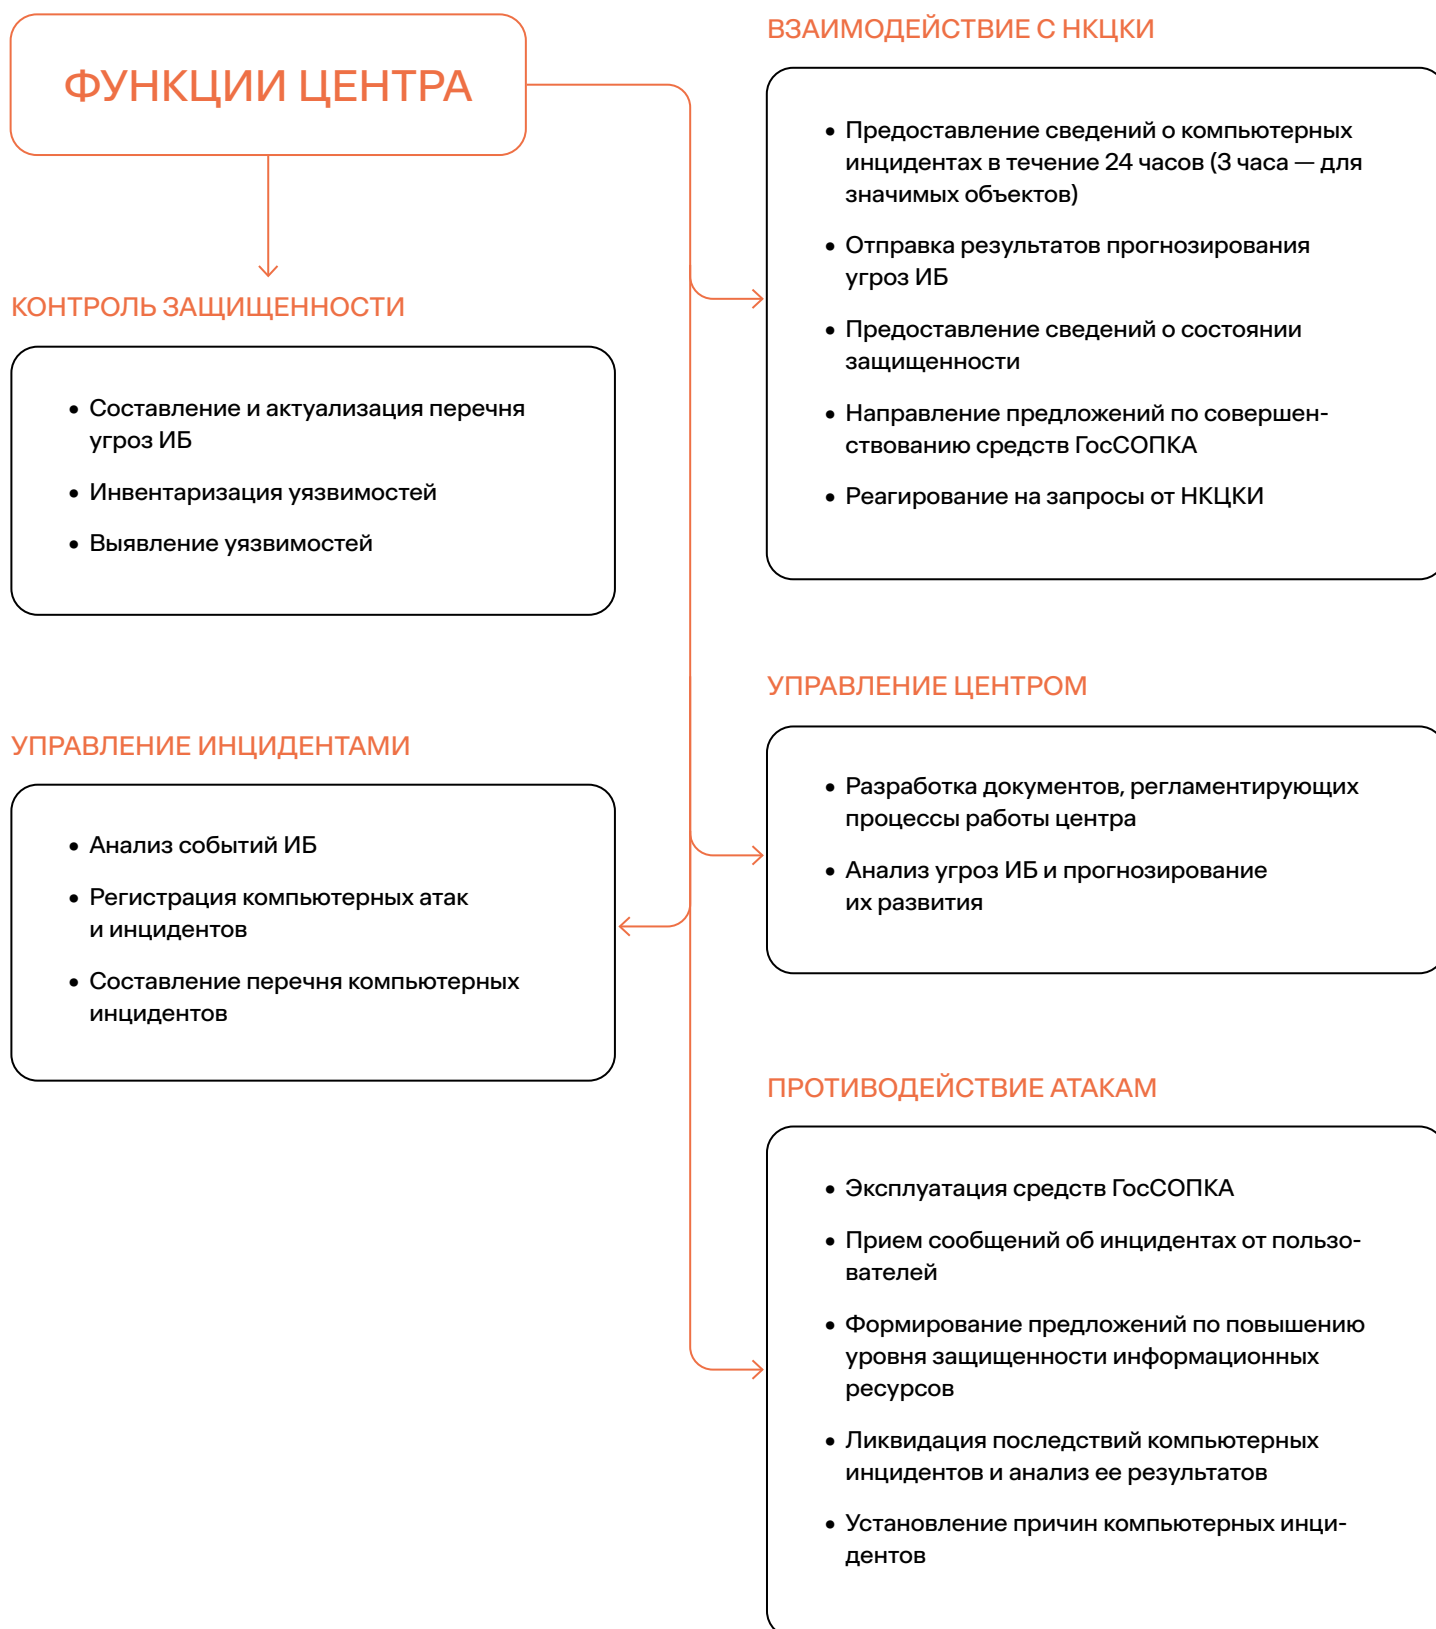 ФУНКЦИИ ЦЕНТРА
КОНТРОЛЬ ЗАЩИЩЕННОСТИ
• Составление и актуализация перечня
угроз ИБ
• Инвентаризация уязвимостей
• Выявление уязвимостей
УПРАВЛЕНИЕ ИНЦИДЕНТАМИ
• Анализ событий ИБ
• Регистрация компьютерных атак
и инцидентов
• Составление перечня компьютерных
инцидентов
ВЗАИМОДЕЙСТВИЕ С НКЦКИ
• Предоставление сведений о компьютерных
инцидентах в течение 24 часов (3 часа — для
значимых объектов)
• Отправка результатов прогнозирования
угроз ИБ
• Предоставление сведений о состоянии
защищенности
• Направление предложений по совершен-
ствованию средств ГосСОПКА
• Реагирование на запросы от НКЦКИ
УПРАВЛЕНИЕ ЦЕНТРОМ
• Разработка документов, регламентирующих
процессы работы центра
• Анализ угроз ИБ и прогнозирование
их развития
ПРОТИВОДЕЙСТВИЕ АТАКАМ
• Эксплуатация средств ГосСОПКА
• Прием сообщений об инцидентах от пользо-
вателей
• Формирование предложений по повышению
уровня защищенности информационных
ресурсов
• Ликвидация последствий компьютерных
инцидентов и анализ ее результатов
• Установление причин компьютерных инци-
дентов